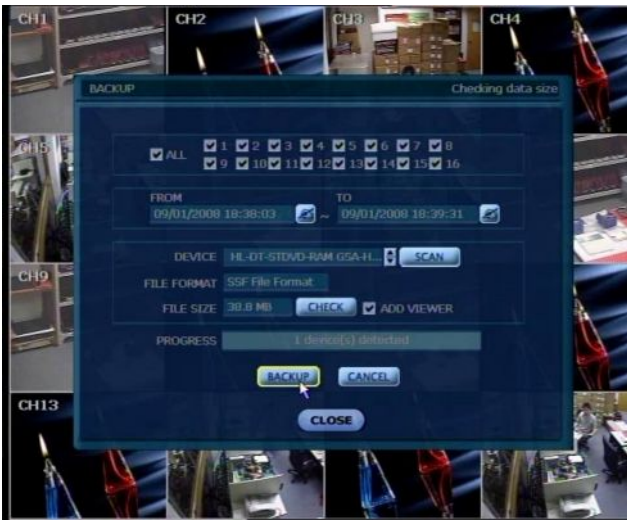 CH1 CH2 CH3 CH4
BACKUP Checking data size
ALL 1 2 3 4 5 6 7 8
9 10 11 12 13 14 15 16
CH5
FROM TO
09/01/2008 18:38:03 ~ 09/01/2008 18:39:31
DEVICE HL-DT-STDVD-RAM GSA-H... SCAN
CH9
FILE FORMAT SSF File Format
FILE SIZE 38.8 MB CHECK ADD VIEWER
PROGRESS 1 device(s) detected
BACKUP CANCEL
CH13
CLOSE